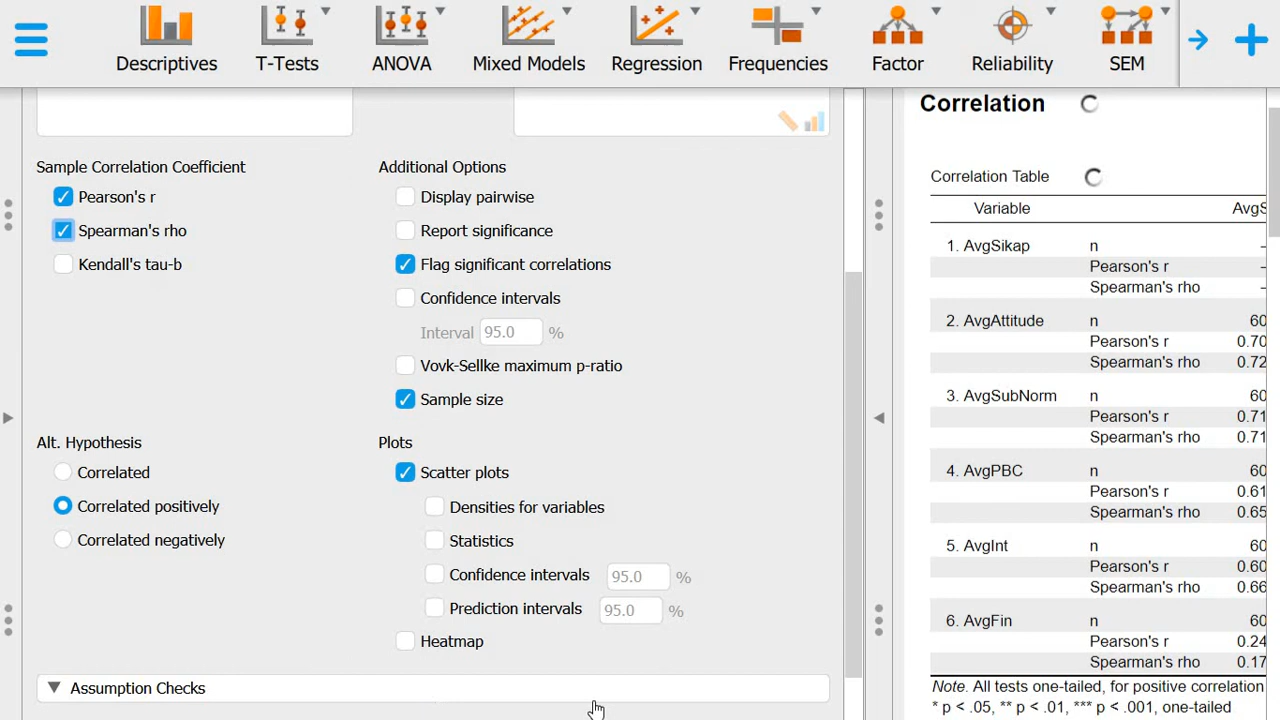 Descriptives
T-Tests
ANOVA
Mixed Models
Regression
Frequencies
Factor
Reliability
SEM
Sample Correlation Coefficient
Pearson's r
Spearman's rho
Kendall's tau-b
Additional Options
Display pairwise
Report significance
Flag significant correlations
Confidence intervals
Interval 95.0 %
Vovk-Sellke maximum p-ratio
Sample size
Alt. Hypothesis
Correlated
Correlated positively
Correlated negatively
Plots
Scatter plots
Densities for variables
Statistics
Confidence intervals 95.0 %
Prediction intervals 95.0 %
Heatmap
Assumption Checks
Correlation
Correlation Table
Variable AvgS
1. AvgSikap n –
Pearson's r –
Spearman's rho –
2. AvgAttitude n 60
Pearson's r 0.70
Spearman's rho 0.72
3. AvgSubNorm n 60
Pearson's r 0.71
Spearman's rho 0.71
4. AvgPBC n 60
Pearson's r 0.61
Spearman's rho 0.65
5. AvgInt n 60
Pearson's r 0.60
Spearman's rho 0.66
6. AvgFin n 60
Pearson's r 0.24
Spearman's rho 0.17
Note. All tests one-tailed, for positive correlation
* p < .05, ** p < .01, *** p < .001, one-tailed